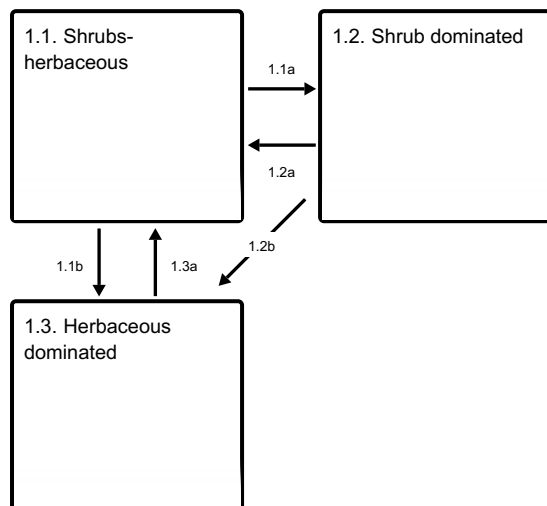 1.1. Shrubs-
herbaceous
1.2. Shrub dominated
1.1a
1.2a
1.2b
1.1b
1.3a
1.3. Herbaceous
dominated